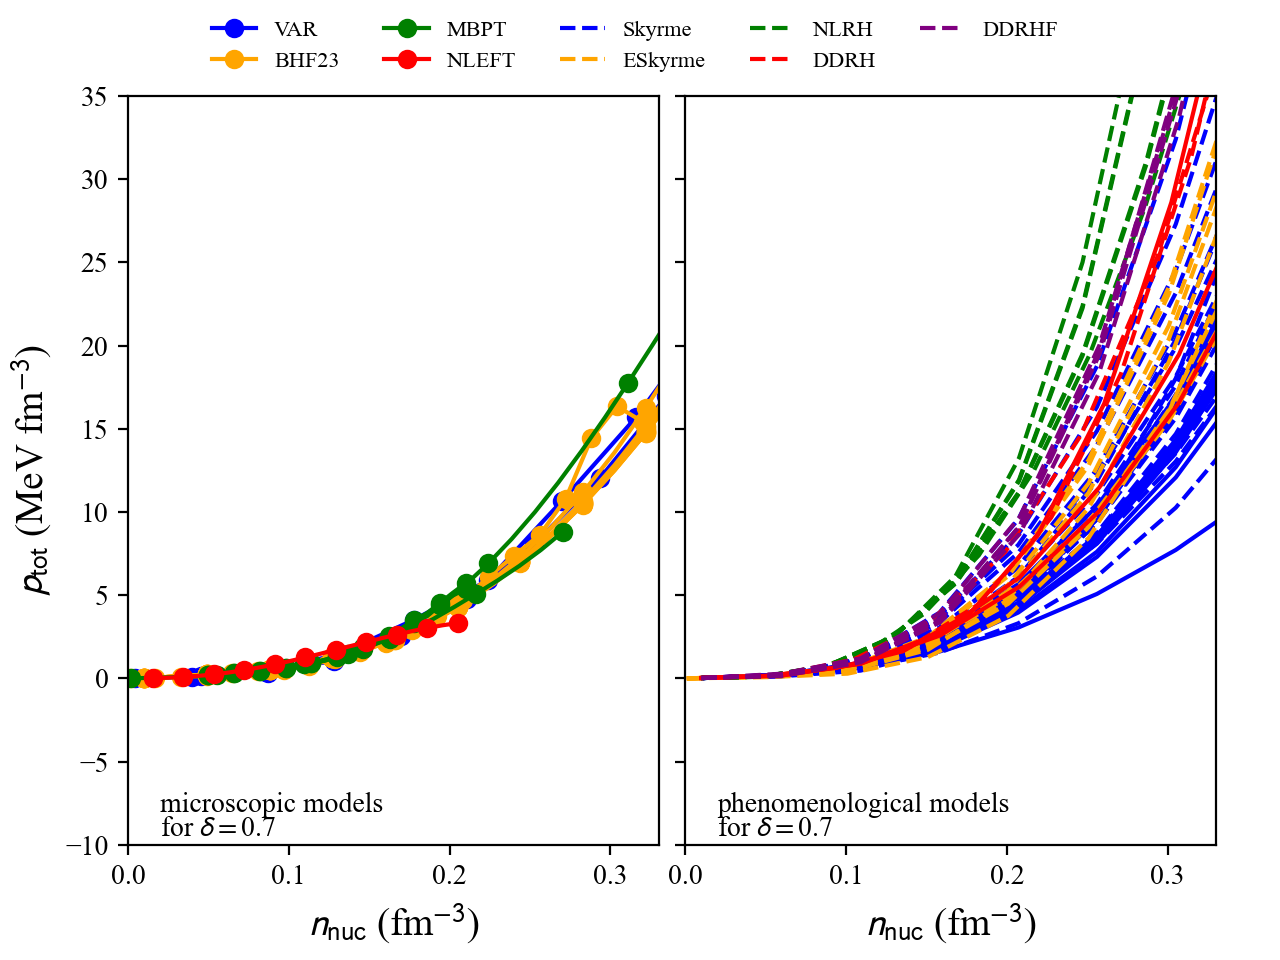 VAR MBPT Skyrme NLRH DDRHF
BHF23 NLEFT ESkyrme DDRH
35
30
25
20
15
10
5
0
−5
−10
p_tot (MeV fm⁻³)
microscopic models
for δ = 0.7
phenomenological models
for δ = 0.7
0.0 0.1 0.2 0.3 0.0 0.1 0.2 0.3
n_nuc (fm⁻³) n_nuc (fm⁻³)